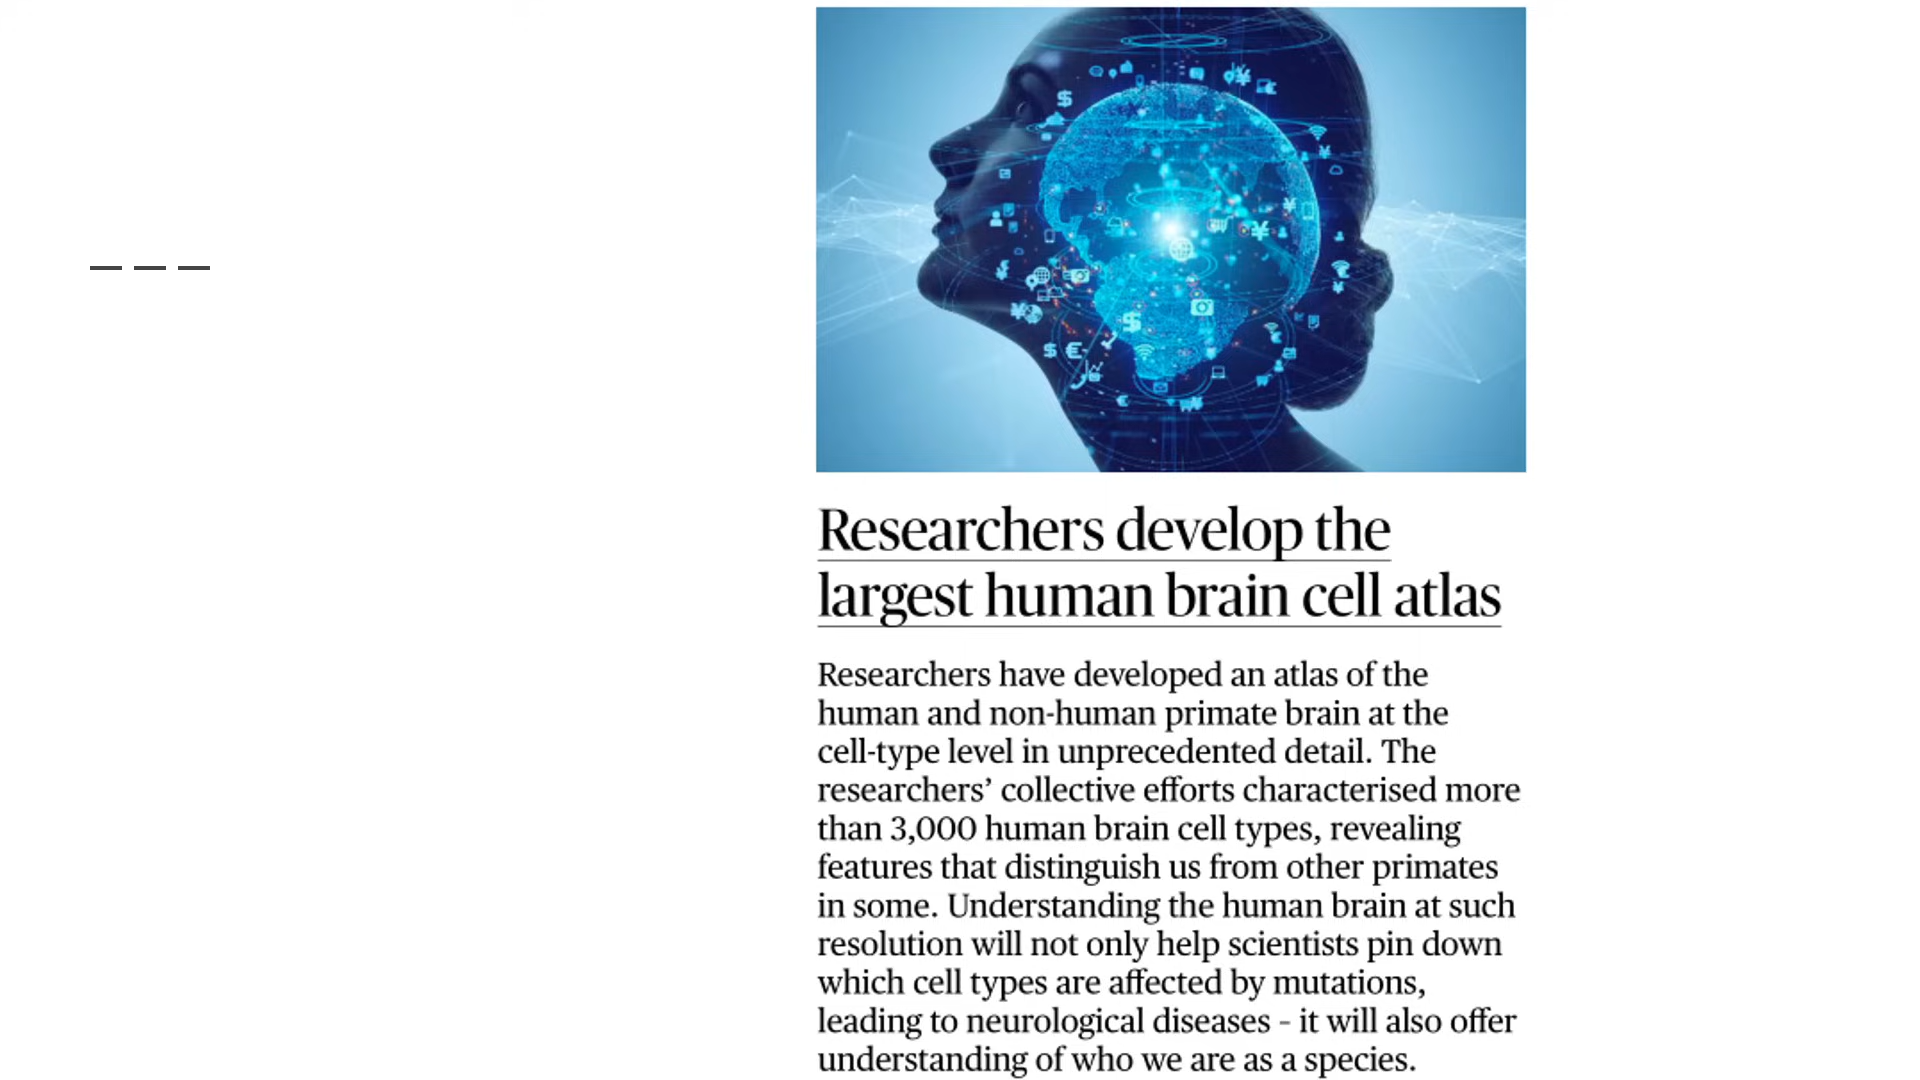 Researchers develop the
largest human brain cell atlas
Researchers have developed an atlas of the
human and non-human primate brain at the
cell-type level in unprecedented detail. The
researchers’ collective efforts characterised more
than 3,000 human brain cell types, revealing
features that distinguish us from other primates
in some. Understanding the human brain at such
resolution will not only help scientists pin down
which cell types are affected by mutations,
leading to neurological diseases - it will also offer
understanding of who we are as a species.